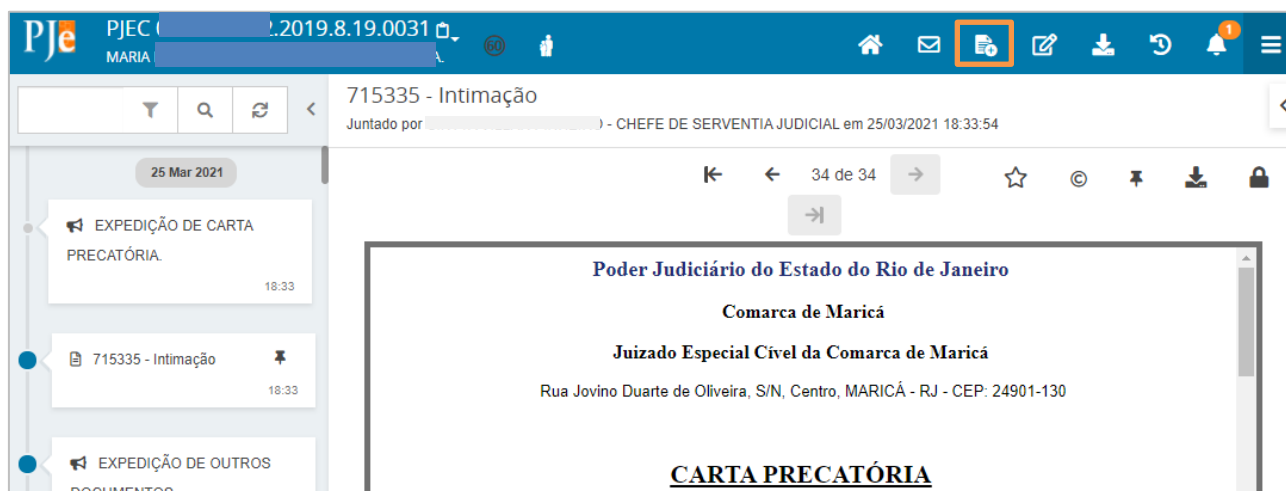 PJe
PJEC
.2019.8.19.0031
MARIA
60
1
715335 - Intimação
Juntado por
- CHEFE DE SERVENTIA JUDICIAL em 25/03/2021 18:33:54
34 de 34
©
25 Mar 2021
EXPEDIÇÃO DE CARTA
PRECATÓRIA.
18:33
715335 - Intimação
18:33
EXPEDIÇÃO DE OUTROS
DOCUMENTOS
Poder Judiciário do Estado do Rio de Janeiro
Comarca de Maricá
Juizado Especial Cível da Comarca de Maricá
Rua Jovino Duarte de Oliveira, S/N, Centro, MARICÁ - RJ - CEP: 24901-130
CARTA PRECATÓRIA